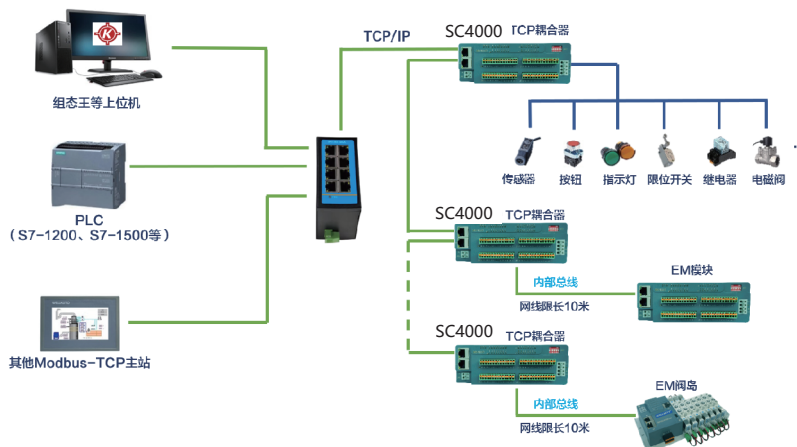 组态王等上位机
PLC
（S7-1200、S7-1500等）
其他Modbus-TCP主站
TCP/IP
SC4000 TCP耦合器
传感器 按钮 指示灯 限位开关 继电器 电磁阀
SC4000 TCP耦合器
内部总线
网线限长10米
EM模块
SC4000 TCP耦合器
内部总线
网线限长10米
EM阀岛